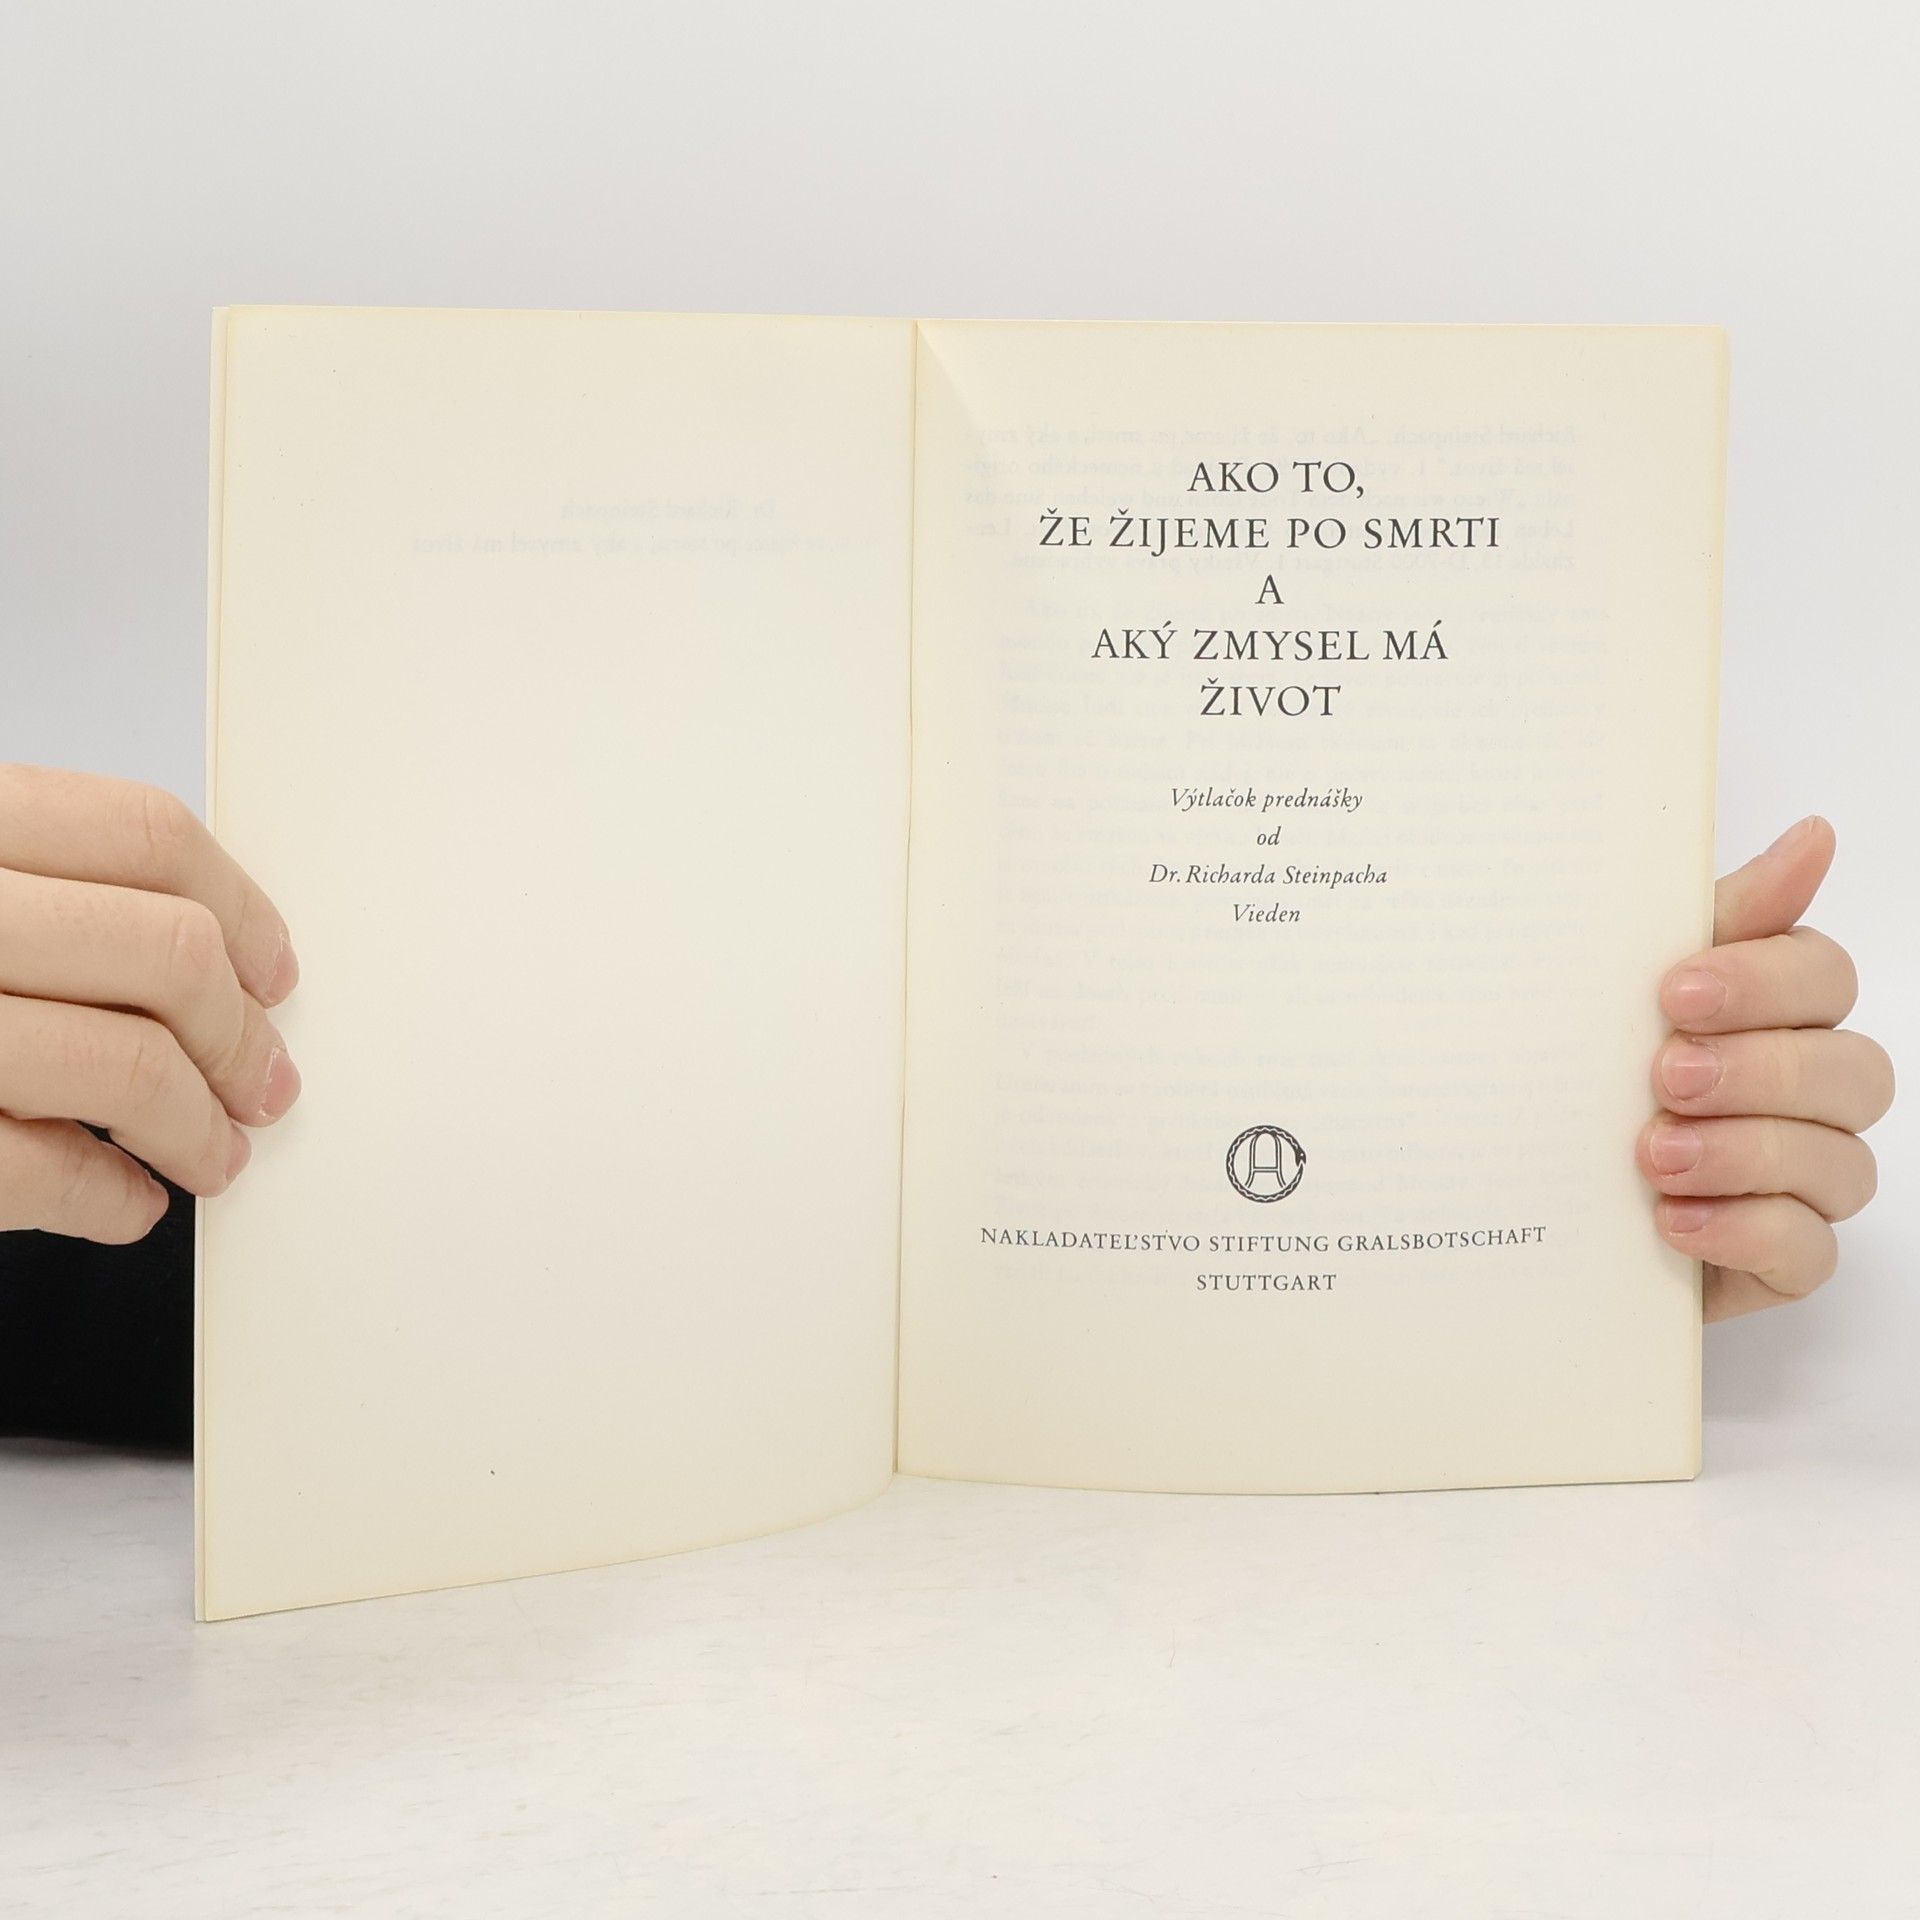 AKO TO,
ŽE ŽIJEME PO SMRTI
A
AKÝ ZMYSEL MÁ
ŽIVOT
Výtlačok prednášky
od
Dr. Richarda Steinpacha
Vieden
A
NAKLADATEĽSTVO STIFTUNG GRALSBOTSCHAFT
STUTTGART